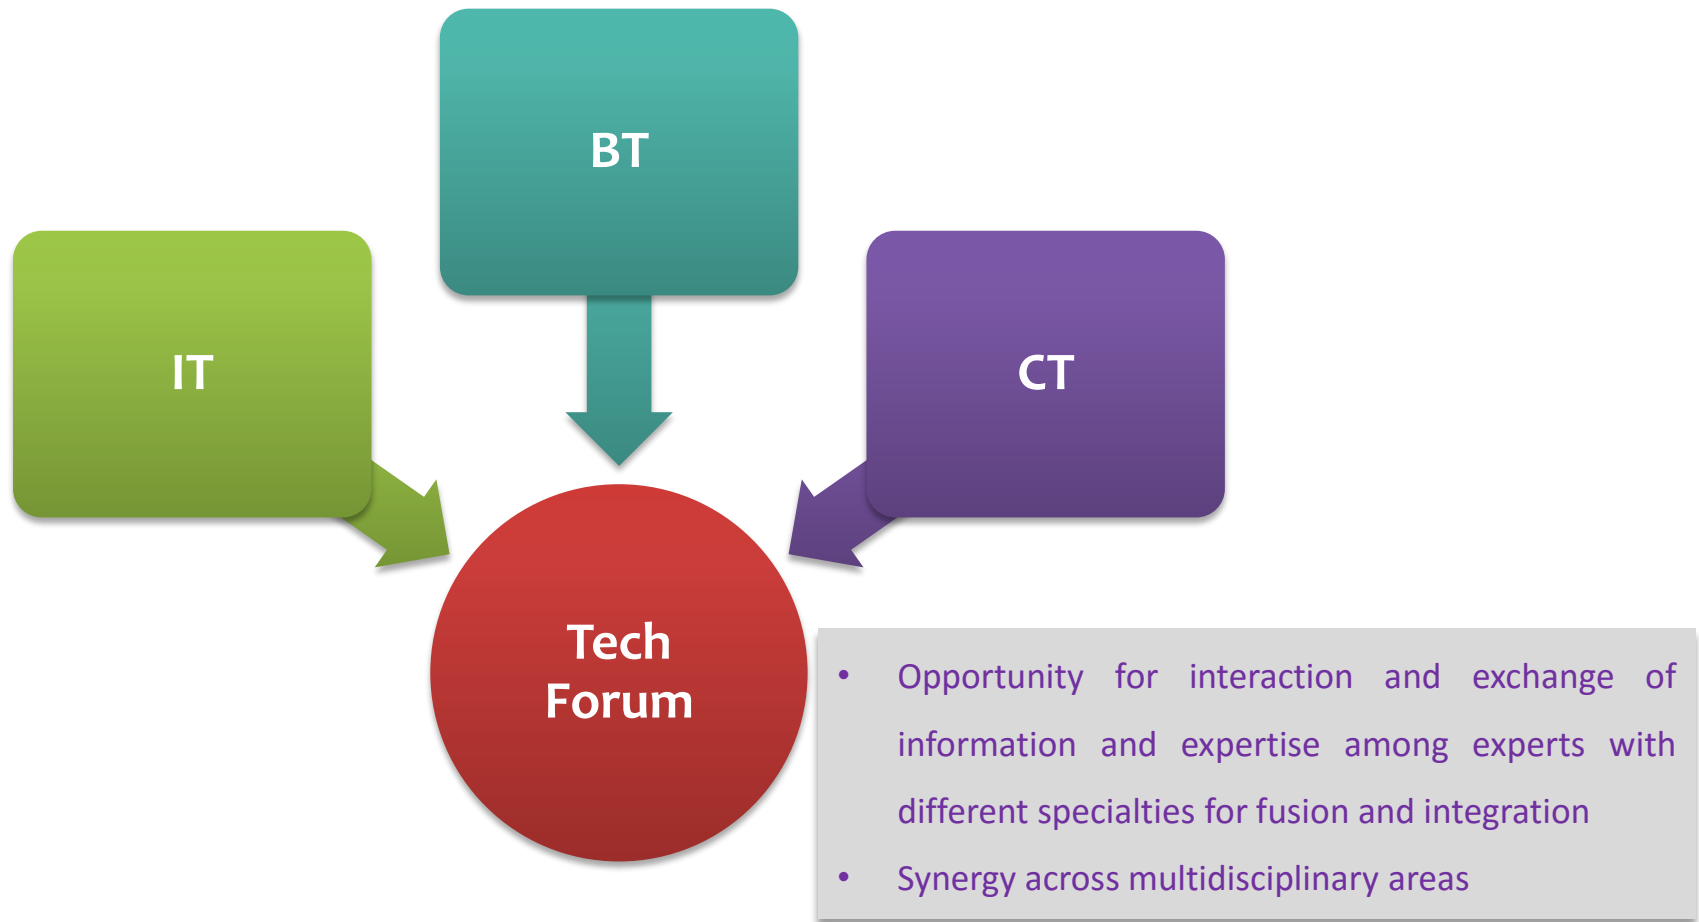 BT
IT
CT
Tech
Forum
• Opportunity for interaction and exchange of
information and expertise among experts with
different specialties for fusion and integration
• Synergy across multidisciplinary areas